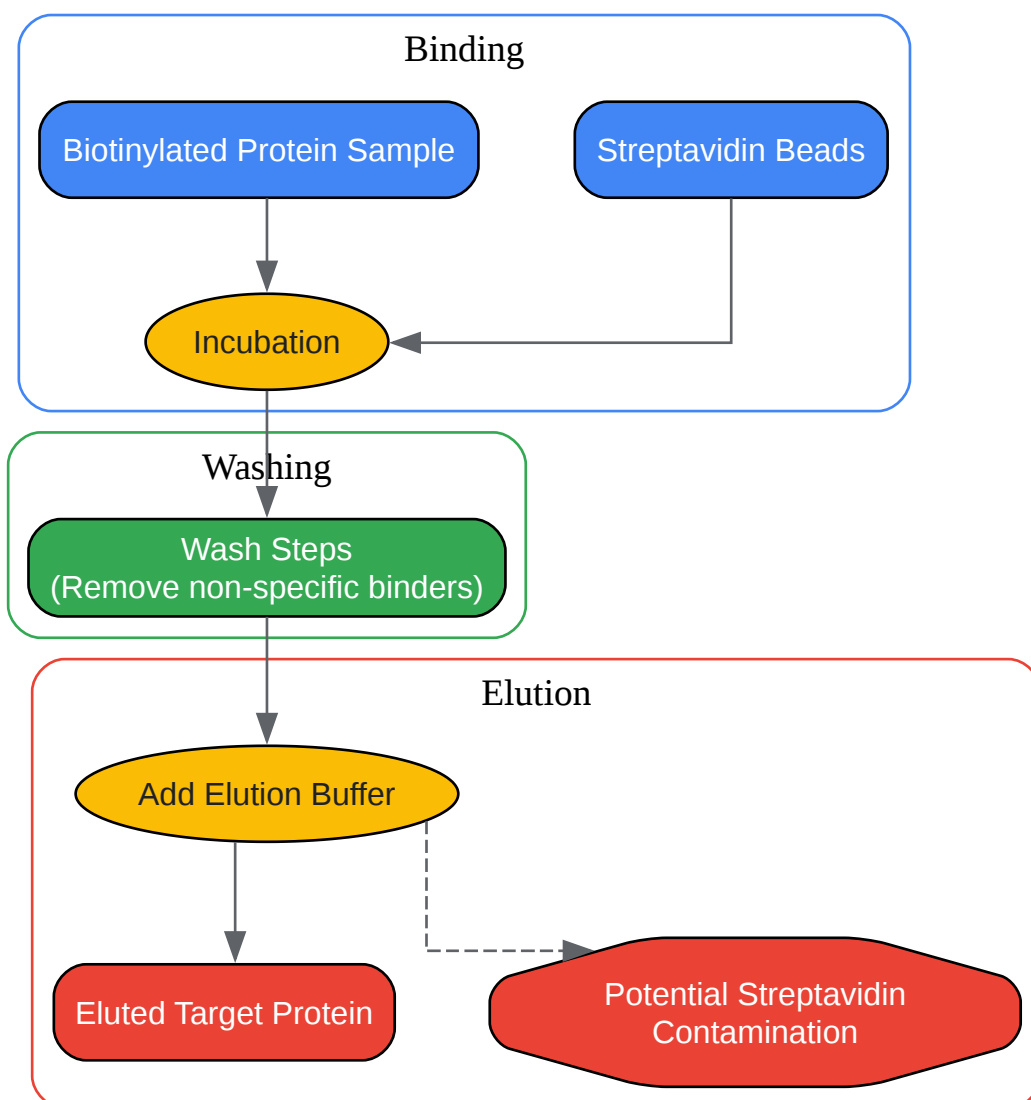 Binding
Biotinylated Protein Sample
Streptavidin Beads
Incubation
Washing
Wash Steps
(Remove non-specific binders)
Elution
Add Elution Buffer
Eluted Target Protein
Potential Streptavidin
Contamination